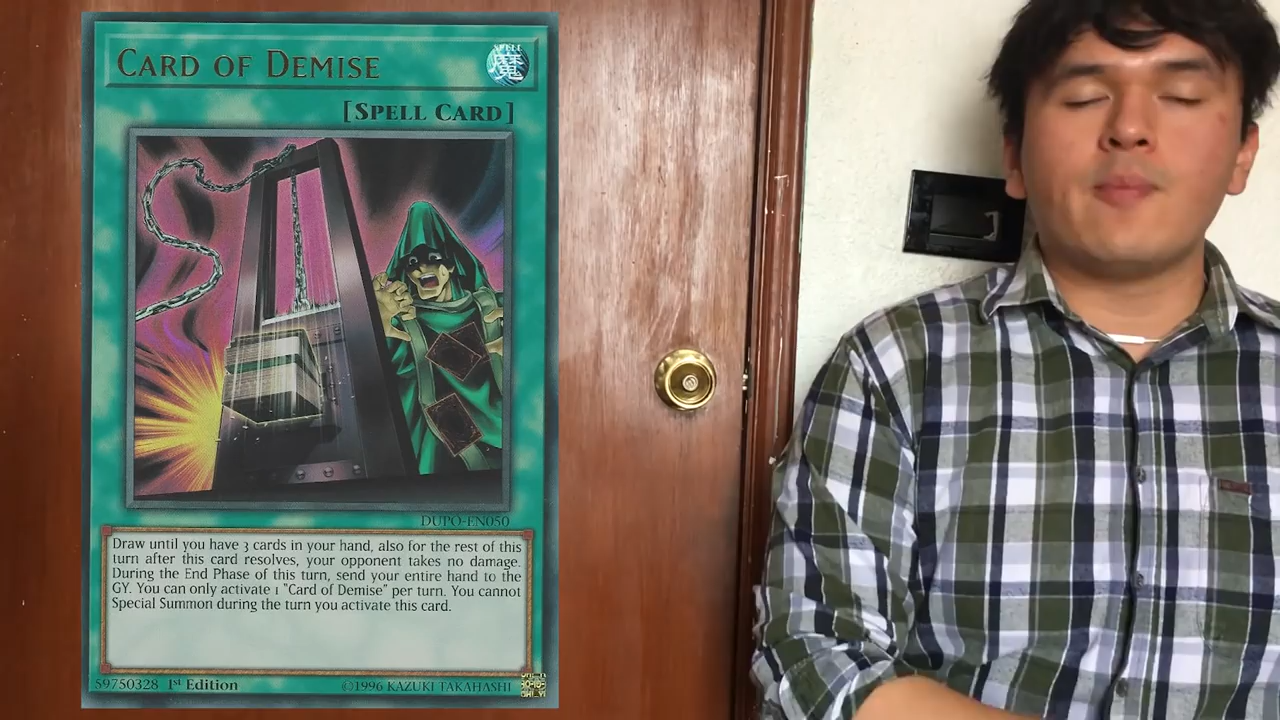 CARD OF DEMISE
SPELL
[SPELL CARD]
DUPO-EN050
Draw until you have 3 cards in your hand, also for the rest of this
turn after this card resolves, your opponent takes no damage.
During the End Phase of this turn, send your entire hand to the
GY. You can only activate 1 "Card of Demise" per turn. You cannot
Special Summon during the turn you activate this card.
59750328 1st Edition ©1996 KAZUKI TAKAHASHI